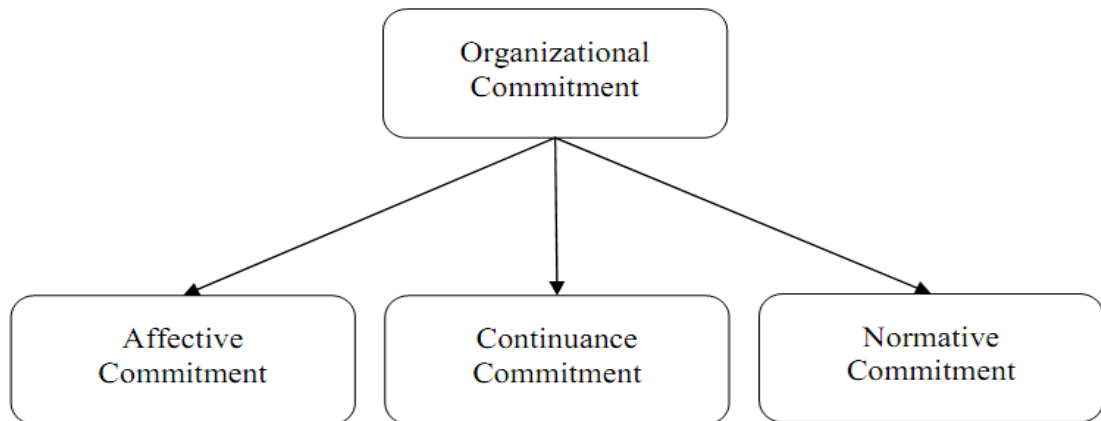 Organizational
Commitment
Affective
Commitment
Continuance
Commitment
Normative
Commitment